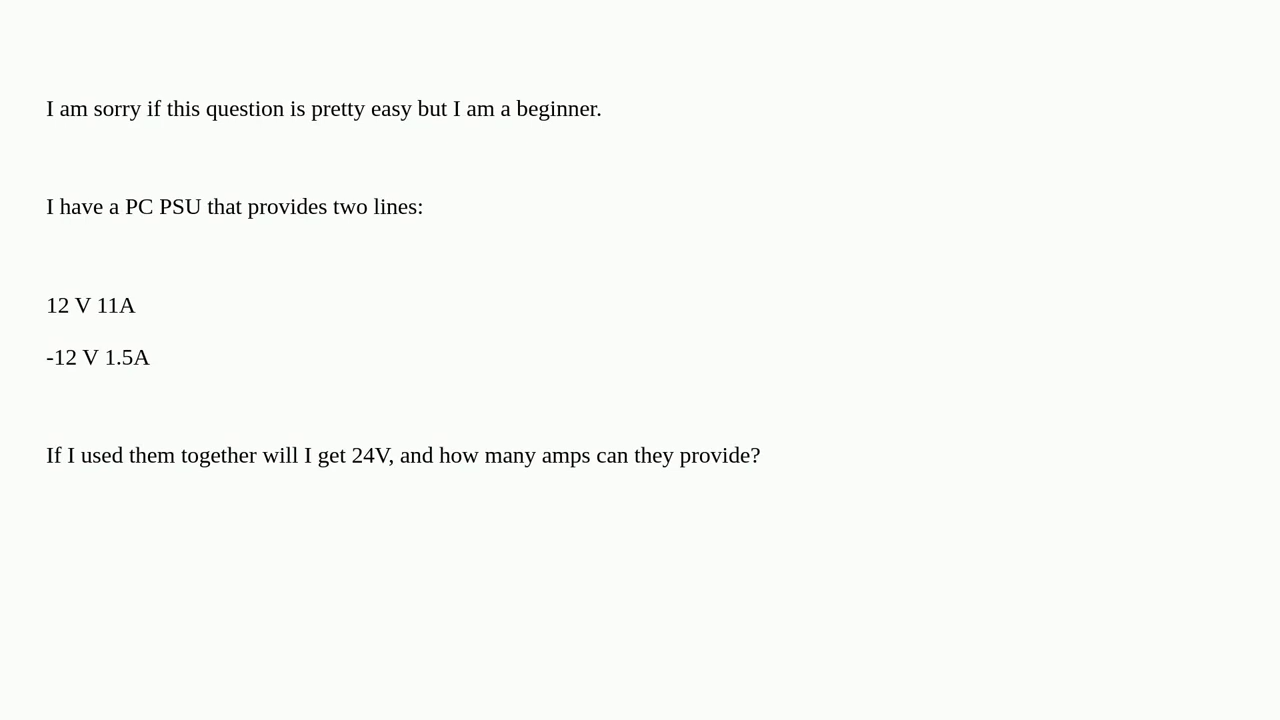 I am sorry if this question is pretty easy but I am a beginner.
I have a PC PSU that provides two lines:
12 V 11A
-12 V 1.5A
If I used them together will I get 24V, and how many amps can they provide?